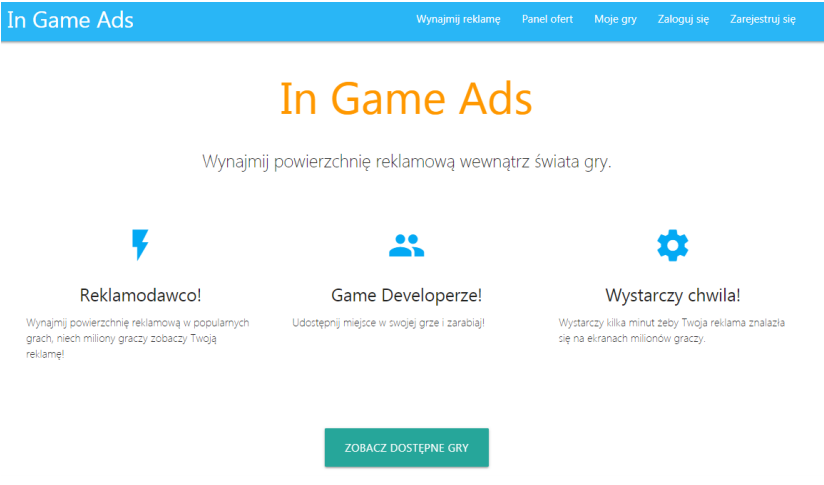 In Game Ads
Wynajmij reklamę Panel ofert Moje gry Zaloguj się Zarejestruj się
In Game Ads
Wynajmij powierzchnię reklamową wewnątrz świata gry.
Reklamodawco!
Wynajmij powierzchnię reklamową w popularnych
grach, niech miliony graczy zobaczy Twoją
reklamę!
Game Developerze!
Udostępnij miejsce w swojej grze i zarabiaj!
Wystarczy chwila!
Wystarczy kilka minut żeby Twoja reklama znalazła
się na ekranach milionów graczy.
ZOBACZ DOSTĘPNE GRY